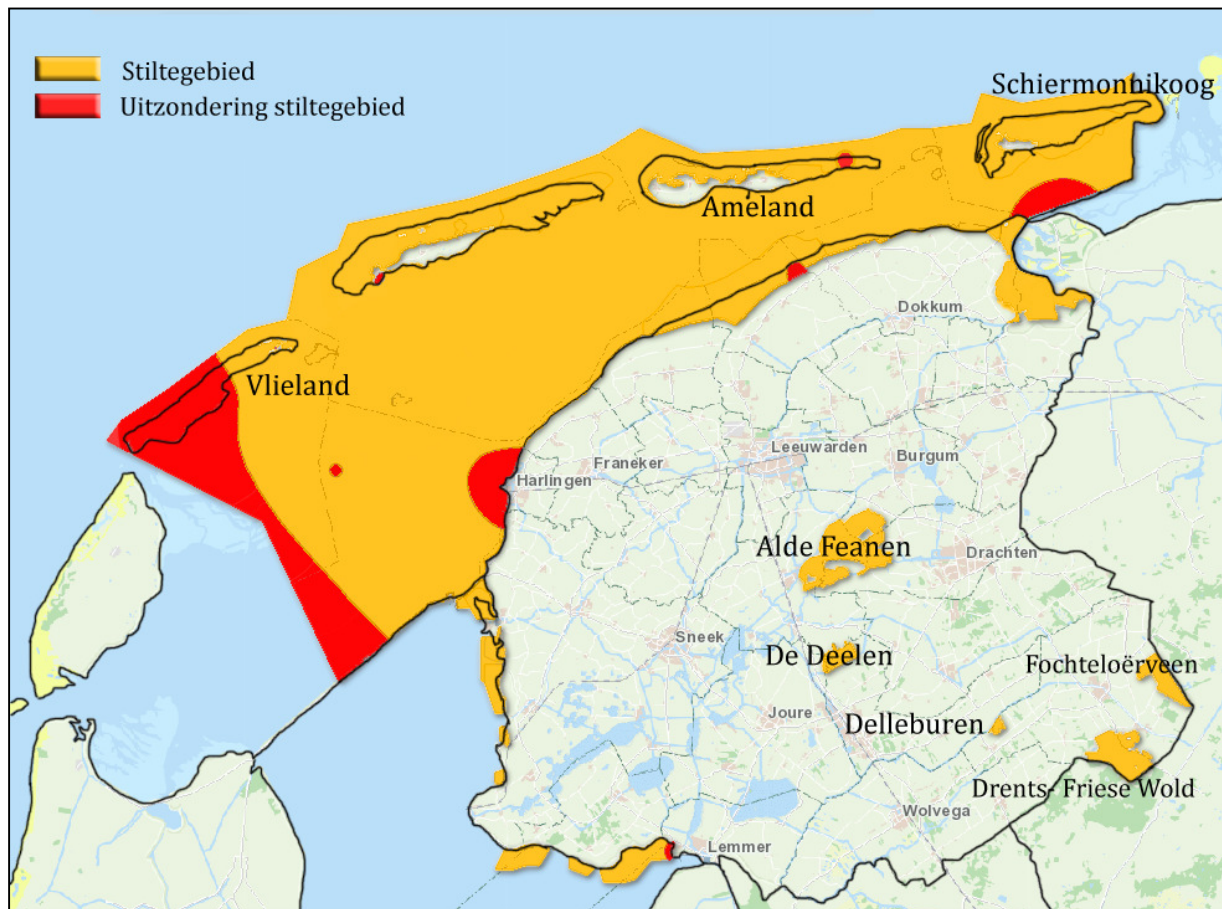 Stiltegebied
Uitzondering stiltegebied
Schiermonnikoog
Ameland
Dokkum
Vlieland
Leeuwarden
Burgum
Franeker
Harlingen
Alde Feanen
Drachten
Sneek
De Deelen
Fochteloërveen
Joure
Delleburen
Drents- Friese Wold
Wolvega
Lemmer